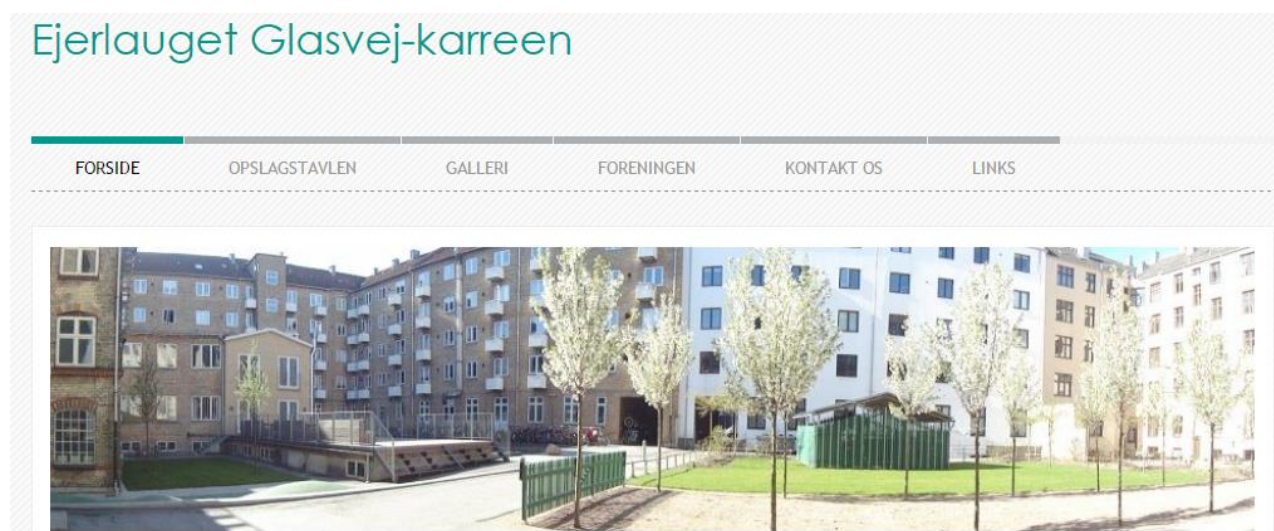 Ejerlauget Glasvej-karreen
FORSIDE OPSLAGSTAVLEN GALLERI FORENINGEN KONTAKT OS LINKS